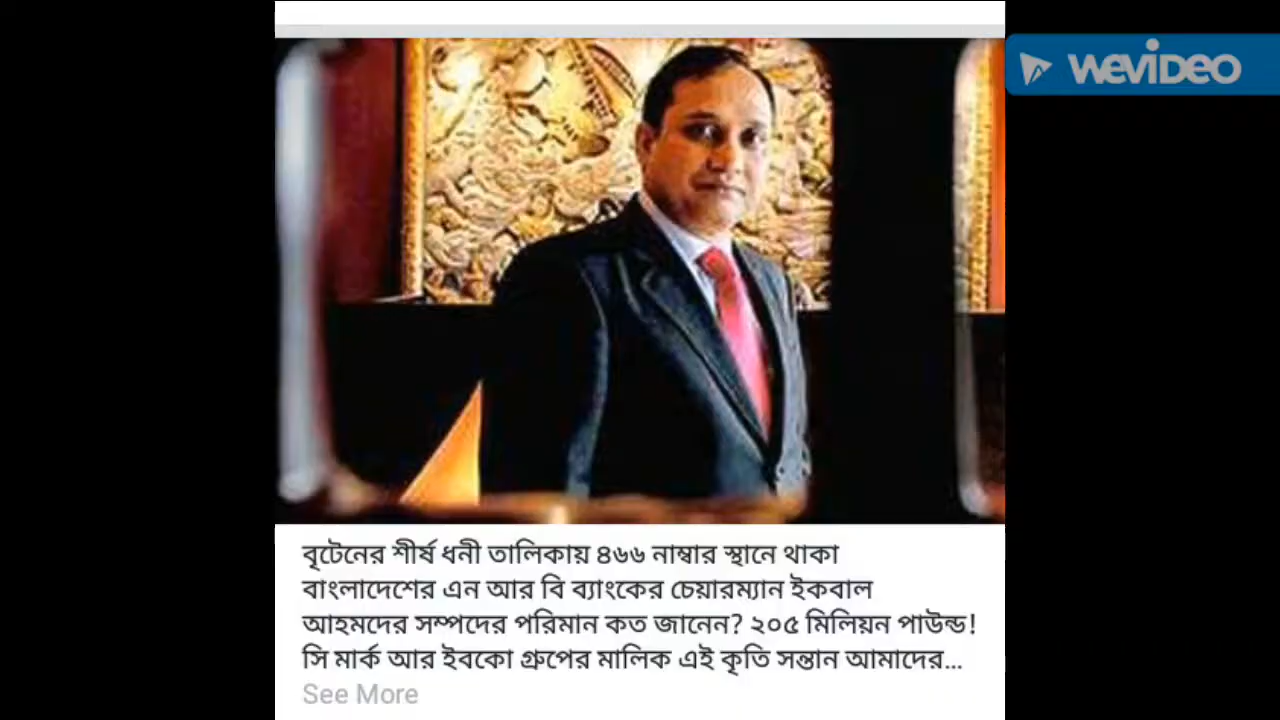 WEVIDEO
বৃটেনের শীর্ষ ধনী তালিকায় ৪৬৬ নাম্বার স্থানে থাকা
বাংলাদেশের এন আর বি ব্যাংকের চেয়ারম্যান ইকবাল
আহমদের সম্পদের পরিমান কত জানেন? ২০৫ মিলিয়ন পাউন্ড!
সি মার্ক আর ইবকো গ্রুপের মালিক এই কৃতি সন্তান আমাদের...
See More